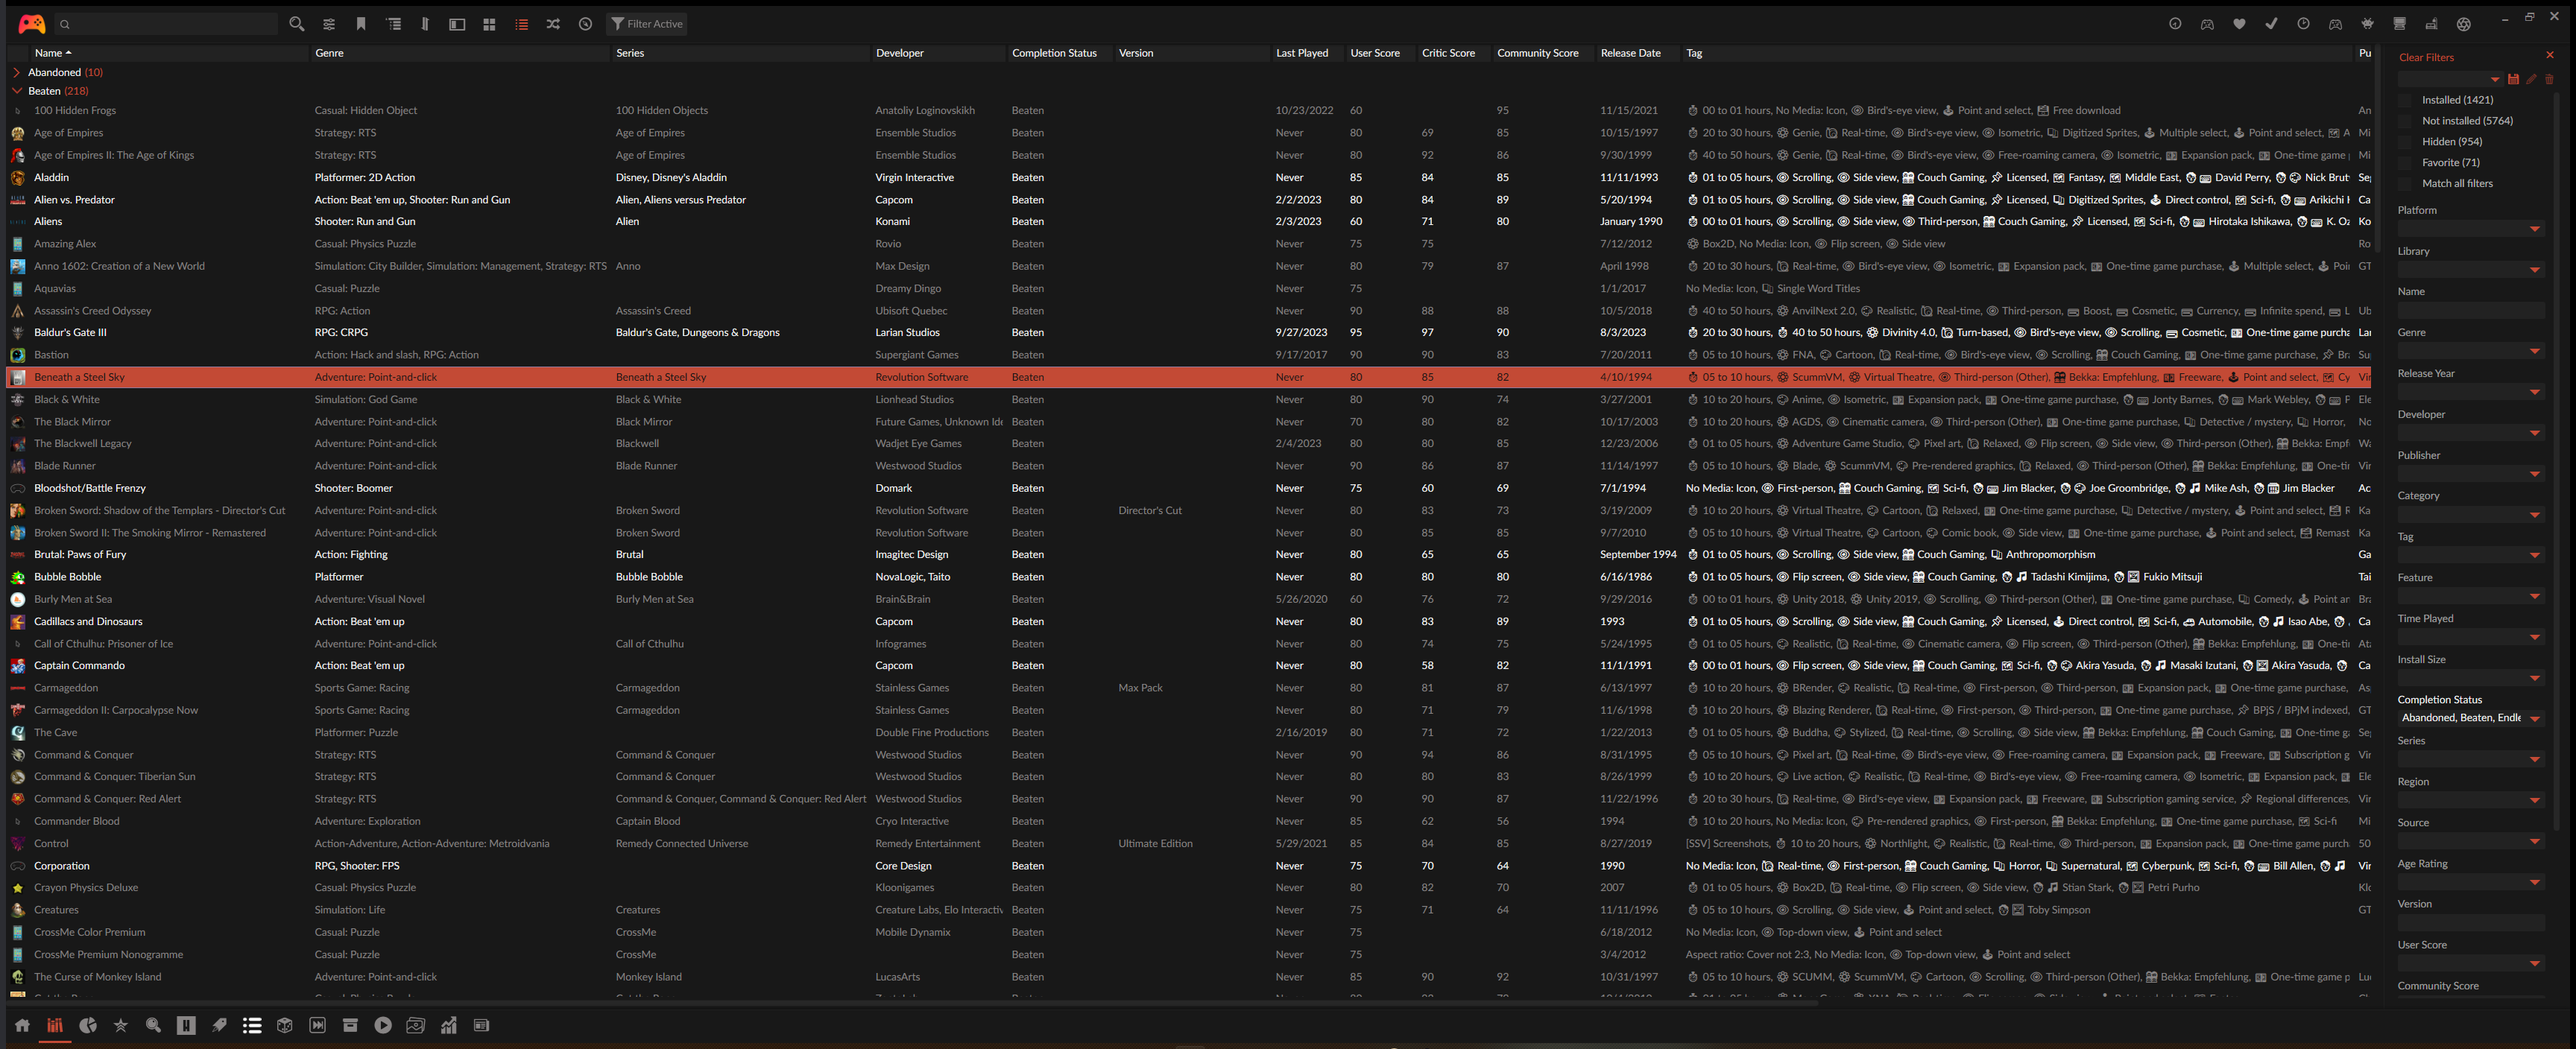 Filter Active
Name Genre Series Developer Completion Status Version Last Played User Score Critic Score Community Score Release Date Tag Pu
Abandoned (10)
Beaten (218)
100 Hidden Frogs Casual: Hidden Object 100 Hidden Objects Anatoliy Loginovskikh Beaten 10/23/2022 60 95 11/15/2021 00 to 01 hours, No Media: Icon, Bird's-eye view, Point and select, Free download An
Age of Empires Strategy: RTS Age of Empires Ensemble Studios Beaten Never 80 69 85 10/15/1997 20 to 30 hours, Genie, Real-time, Bird's-eye view, Isometric, Digitized Sprites, Multiple select, Point and select, A Mi
Age of Empires II: The Age of Kings Strategy: RTS Age of Empires Ensemble Studios Beaten Never 80 92 86 9/30/1999 40 to 50 hours, Genie, Real-time, Bird's-eye view, Free-roaming camera, Isometric, Expansion pack, One-time game Mi
Aladdin Platformer: 2D Action Disney, Disney's Aladdin Virgin Interactive Beaten Never 85 84 85 11/11/1993 01 to 05 hours, Scrolling, Side view, Couch Gaming, Licensed, Fantasy, Middle East, David Perry, Nick Brut Se
Alien vs. Predator Action: Beat 'em up, Shooter: Run and Gun Alien, Aliens versus Predator Capcom Beaten 2/2/2023 80 84 89 5/20/1994 01 to 05 hours, Scrolling, Side view, Couch Gaming, Licensed, Digitized Sprites, Direct control, Sci-fi, Arikichi Ca
Aliens Shooter: Run and Gun Alien Konami Beaten 2/3/2023 60 71 80 January 1990 00 to 01 hours, Scrolling, Side view, Third-person, Couch Gaming, Licensed, Sci-fi, Hirotaka Ishikawa, K. Oz Ko
Amazing Alex Casual: Physics Puzzle Rovio Beaten Never 75 75 7/12/2012 Box2D, No Media: Icon, Flip screen, Side view Ro
Anno 1602: Creation of a New World Simulation: City Builder, Simulation: Management, Strategy: RTS Anno Max Design Beaten Never 80 79 87 April 1998 20 to 30 hours, Real-time, Bird's-eye view, Isometric, Expansion pack, One-time game purchase, Multiple select, Poi GT
Aquavias Casual: Puzzle Dreamy Dingo Beaten Never 75 1/1/2017 No Media: Icon, Single Word Titles
Assassin's Creed Odyssey RPG: Action Assassin's Creed Ubisoft Quebec Beaten Never 90 88 88 10/5/2018 40 to 50 hours, AnvilNext 2.0, Realistic, Real-time, Third-person, Boost, Cosmetic, Currency, Infinite spend, L Ub
Baldur's Gate III RPG: CRPG Baldur's Gate, Dungeons & Dragons Larian Studios Beaten 9/27/2023 95 97 90 8/3/2023 20 to 30 hours, 40 to 50 hours, Divinity 4.0, Turn-based, Bird's-eye view, Scrolling, Cosmetic, One-time game purcha Lar
Bastion Action: Hack and slash, RPG: Action Supergiant Games Beaten 9/17/2017 90 90 83 7/20/2011 05 to 10 hours, FNA, Cartoon, Real-time, Bird's-eye view, Scrolling, Couch Gaming, One-time game purchase, Br Su
Beneath a Steel Sky Adventure: Point-and-click Beneath a Steel Sky Revolution Software Beaten Never 80 85 82 4/10/1994 05 to 10 hours, ScummVM, Virtual Theatre, Third-person (Other), Bekka: Empfehlung, Freeware, Point and select, Cy Vir
Black & White Simulation: God Game Black & White Lionhead Studios Beaten Never 80 90 74 3/27/2001 10 to 20 hours, Anime, Isometric, Expansion pack, One-time game purchase, Jonty Barnes, Mark Webley, P Ele
The Black Mirror Adventure: Point-and-click Black Mirror Future Games, Unknown Ide Beaten Never 70 80 82 10/17/2003 10 to 20 hours, AGDS, Cinematic camera, Third-person (Other), One-time game purchase, Detective / mystery, Horror, No
The Blackwell Legacy Adventure: Point-and-click Blackwell Wadjet Eye Games Beaten 2/4/2023 80 80 85 12/23/2006 01 to 05 hours, Adventure Game Studio, Pixel art, Relaxed, Flip screen, Side view, Third-person (Other), Bekka: Empf Wa
Blade Runner Adventure: Point-and-click Blade Runner Westwood Studios Beaten Never 90 86 87 11/14/1997 05 to 10 hours, Blade, ScummVM, Pre-rendered graphics, Relaxed, Third-person (Other), Bekka: Empfehlung, One-ti Vir
Bloodshot/Battle Frenzy Shooter: Boomer Domark Beaten Never 75 60 69 7/1/1994 No Media: Icon, First-person, Couch Gaming, Sci-fi, Jim Blacker, Joe Groombridge, Mike Ash, Jim Blacker Ac
Broken Sword: Shadow of the Templars - Director's Cut Adventure: Point-and-click Broken Sword Revolution Software Beaten Director's Cut Never 80 83 73 3/19/2009 10 to 20 hours, Virtual Theatre, Cartoon, Relaxed, One-time game purchase, Detective / mystery, Point and select, R Ka
Broken Sword II: The Smoking Mirror - Remastered Adventure: Point-and-click Broken Sword Revolution Software Beaten Never 80 85 85 9/7/2010 05 to 10 hours, Virtual Theatre, Cartoon, Comic book, Side view, One-time game purchase, Point and select, Remast Ka
Brutal: Paws of Fury Action: Fighting Brutal Imagitec Design Beaten Never 80 65 65 September 1994 01 to 05 hours, Scrolling, Side view, Couch Gaming, Anthropomorphism Ga
Bubble Bobble Platformer Bubble Bobble NovaLogic, Taito Beaten Never 80 80 80 6/16/1986 01 to 05 hours, Flip screen, Side view, Couch Gaming, Tadashi Kimijima, Fukio Mitsuji Tai
Burly Men at Sea Adventure: Visual Novel Burly Men at Sea Brain&Brain Beaten 5/26/2020 60 76 72 9/29/2016 00 to 01 hours, Unity 2018, Unity 2019, Scrolling, Third-person (Other), One-time game purchase, Comedy, Point ar Br
Cadillacs and Dinosaurs Action: Beat 'em up Capcom Beaten Never 80 83 89 1993 01 to 05 hours, Scrolling, Side view, Couch Gaming, Licensed, Direct control, Sci-fi, Automobile, Isao Abe, Ca
Call of Cthulhu: Prisoner of Ice Adventure: Point-and-click Call of Cthulhu Infogrames Beaten Never 80 74 75 5/24/1995 01 to 05 hours, Realistic, Real-time, Cinematic camera, Flip screen, Third-person (Other), Bekka: Empfehlung, One-ti At
Captain Commando Action: Beat 'em up Capcom Beaten Never 80 58 82 11/1/1991 00 to 01 hours, Flip screen, Side view, Couch Gaming, Sci-fi, Akira Yasuda, Masaki Izutani, Akira Yasuda, Ca
Carmageddon Sports Game: Racing Carmageddon Stainless Games Beaten Max Pack Never 80 81 87 6/13/1997 10 to 20 hours, BRender, Realistic, Real-time, First-person, Third-person, Expansion pack, One-time game purchase, As
Carmageddon II: Carpocalypse Now Sports Game: Racing Carmageddon Stainless Games Beaten Never 80 71 79 11/6/1998 10 to 20 hours, Blazing Renderer, Real-time, First-person, Third-person, One-time game purchase, BPjS / BPjM indexed, GT
The Cave Platformer: Puzzle Double Fine Productions Beaten 2/16/2019 80 71 72 1/22/2013 01 to 05 hours, Buddha, Stylized, Real-time, Scrolling, Side view, Bekka: Empfehlung, Couch Gaming, One-time g Se
Command & Conquer Strategy: RTS Command & Conquer Westwood Studios Beaten Never 90 94 86 8/31/1995 05 to 10 hours, Pixel art, Real-time, Bird's-eye view, Free-roaming camera, Expansion pack, Freeware, Subscription g Vir
Command & Conquer: Tiberian Sun Strategy: RTS Command & Conquer Westwood Studios Beaten Never 80 80 83 8/26/1999 10 to 20 hours, Live action, Realistic, Real-time, Bird's-eye view, Free-roaming camera, Isometric, Expansion pack, Ele
Command & Conquer: Red Alert Strategy: RTS Command & Conquer, Command & Conquer: Red Alert Westwood Studios Beaten Never 90 90 87 11/22/1996 20 to 30 hours, Real-time, Bird's-eye view, Expansion pack, Freeware, Subscription gaming service, Regional differences, Vir
Commander Blood Adventure: Exploration Captain Blood Cryo Interactive Beaten Never 85 62 56 1994 10 to 20 hours, No Media: Icon, Pre-rendered graphics, First-person, Bekka: Empfehlung, One-time game purchase, Sci-fi Mi
Control Action-Adventure, Action-Adventure: Metroidvania Remedy Connected Universe Remedy Entertainment Beaten Ultimate Edition 5/29/2021 85 84 85 8/27/2019 [SSV] Screenshots, 10 to 20 hours, Northlight, Realistic, Real-time, Third-person, Expansion pack, One-time game purch 50
Corporation RPG, Shooter: FPS Core Design Beaten Never 75 70 64 1990 No Media: Icon, Real-time, First-person, Couch Gaming, Horror, Supernatural, Cyberpunk, Sci-fi, Bill Allen, Vir
Crayon Physics Deluxe Casual: Physics Puzzle Kloonigames Beaten Never 80 82 70 2007 01 to 05 hours, Box2D, Real-time, Flip screen, Side view, Stian Stark, Petri Purho Klo
Creatures Simulation: Life Creatures Creature Labs, Elo Interactiv Beaten Never 75 71 64 11/11/1996 05 to 10 hours, Scrolling, Side view, Point and select, Toby Simpson GT
CrossMe Color Premium Casual: Puzzle CrossMe Mobile Dynamix Beaten Never 75 6/18/2012 No Media: Icon, Top-down view, Point and select
CrossMe Premium Nonogramme Casual: Puzzle CrossMe Beaten Never 75 3/4/2012 Aspect ratio: Cover not 2:3, No Media: Icon, Top-down view, Point and select
The Curse of Monkey Island Adventure: Point-and-click Monkey Island LucasArts Beaten Never 85 90 92 10/31/1997 05 to 10 hours, SCUMM, ScummVM, Cartoon, Scrolling, Third-person (Other), Bekka: Empfehlung, One-time game p Lu
Clear Filters
Installed (1421)
Not installed (5764)
Hidden (954)
Favorite (71)
Match all filters
Platform
Library
Name
Genre
Release Year
Developer
Publisher
Category
Tag
Feature
Time Played
Install Size
Completion Status
Abandoned, Beaten, Endle
Series
Region
Source
Age Rating
Version
User Score
Community Score